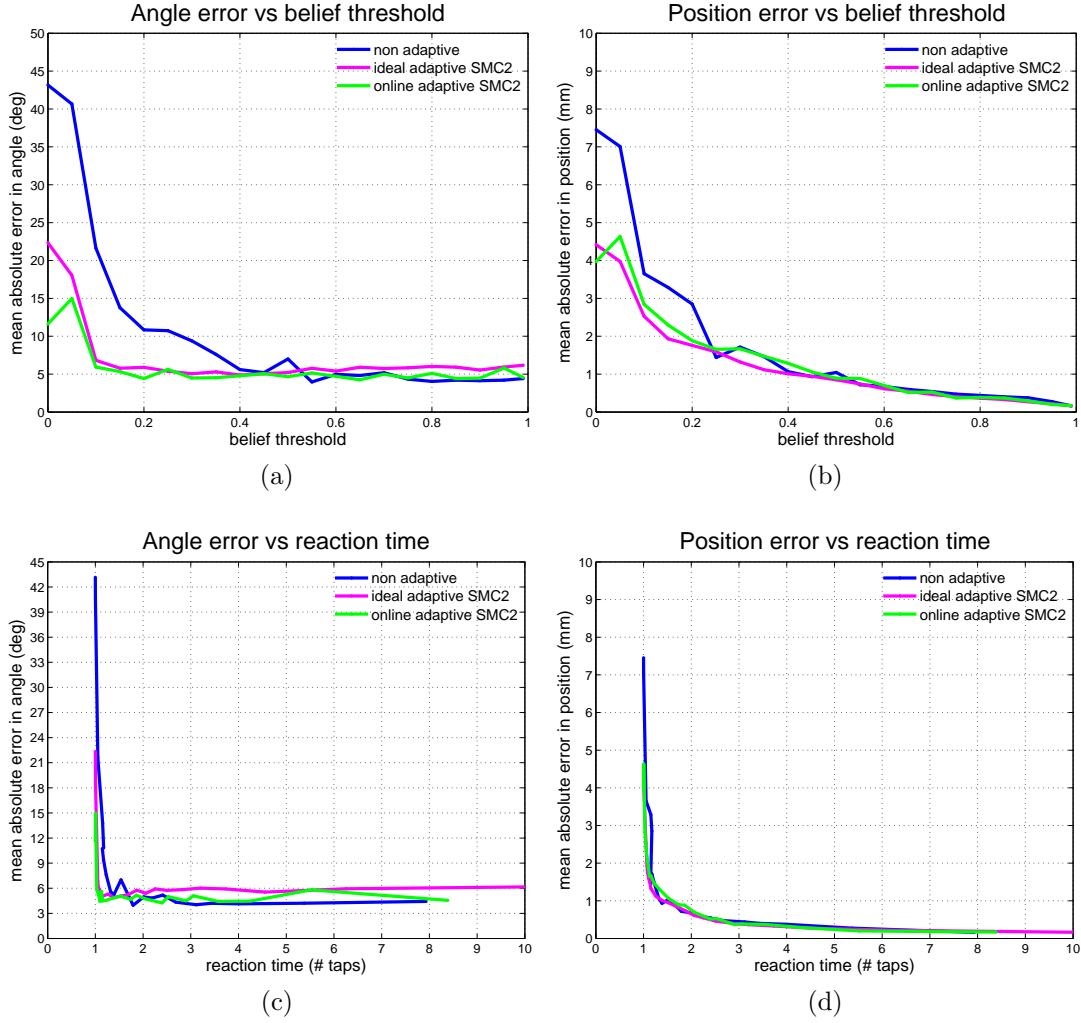 Angle error vs belief threshold
mean absolute error in angle (deg)
50
45
40
35
30
25
20
15
10
5
0
non adaptive
ideal adaptive SMC2
online adaptive SMC2
0
0.2
0.4
0.6
0.8
1
belief threshold
(a)
Position error vs belief threshold
mean absolute error in position (mm)
10
9
8
7
6
5
4
3
2
1
0
non adaptive
ideal adaptive SMC2
online adaptive SMC2
0
0.2
0.4
0.6
0.8
1
belief threshold
(b)
Angle error vs reaction time
mean absolute error in angle (deg)
45
42
39
36
33
30
27
24
21
18
15
12
9
6
3
0
non adaptive
ideal adaptive SMC2
online adaptive SMC2
0
1
2
3
4
5
6
7
8
9
10
reaction time (# taps)
(c)
Position error vs reaction time
mean absolute error in position (mm)
10
9
8
7
6
5
4
3
2
1
0
non adaptive
ideal adaptive SMC2
online adaptive SMC2
0
1
2
3
4
5
6
7
8
9
10
reaction time (# taps)
(d)